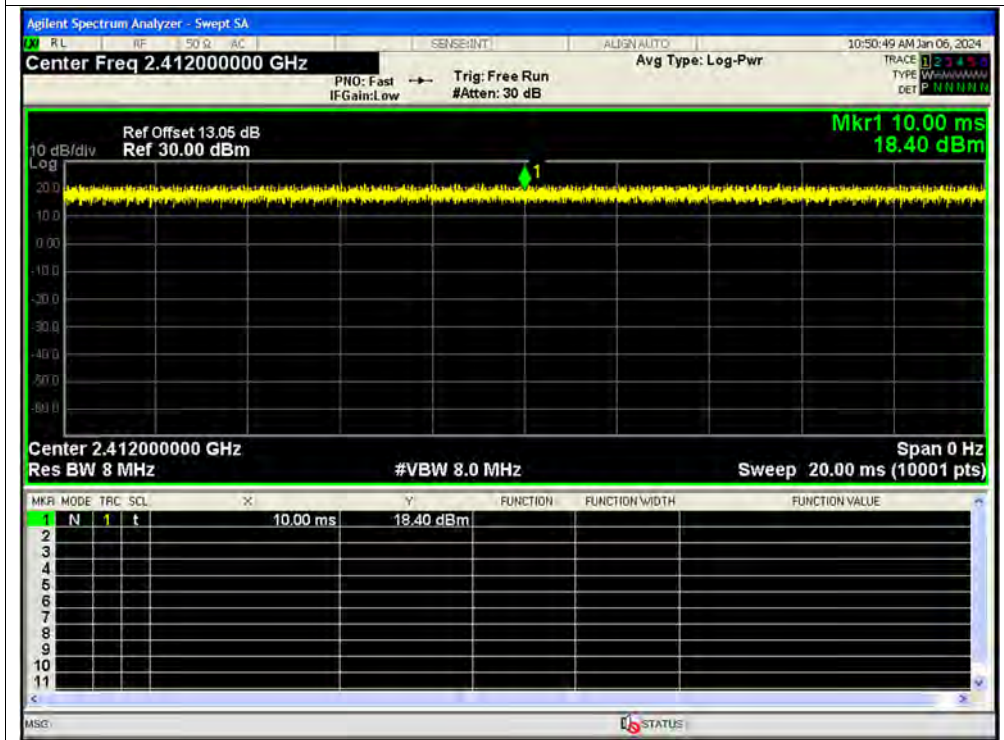 Agilent Spectrum Analyzer - Swept SA
RL RF 50 Ω AC SENSE:INT ALIGN AUTO 10:50:49 AM Jan 06, 2024
Center Freq 2.412000000 GHz Avg Type: Log-Pwr TRACE 1 2 3 4 5 6
PNO: Fast Trig: Free Run TYPE
IFGain:Low #Atten: 30 dB DET P N N N N N
Mkr1 10.00 ms
Ref Offset 13.05 dB
10 dB/div Ref 30.00 dBm 18.40 dBm
Log
1
20.0
10.0
0.00
-10.0
-20.0
-30.0
-40.0
-50.0
-60.0
Center 2.412000000 GHz Span 0 Hz
Res BW 8 MHz #VBW 8.0 MHz Sweep 20.00 ms (10001 pts)
MKR MODE TRC SCL X Y FUNCTION FUNCTION WIDTH FUNCTION VALUE
1 N 1 t 10.00 ms 18.40 dBm
2
3
4
5
6
7
8
9
10
11
MSG STATUS